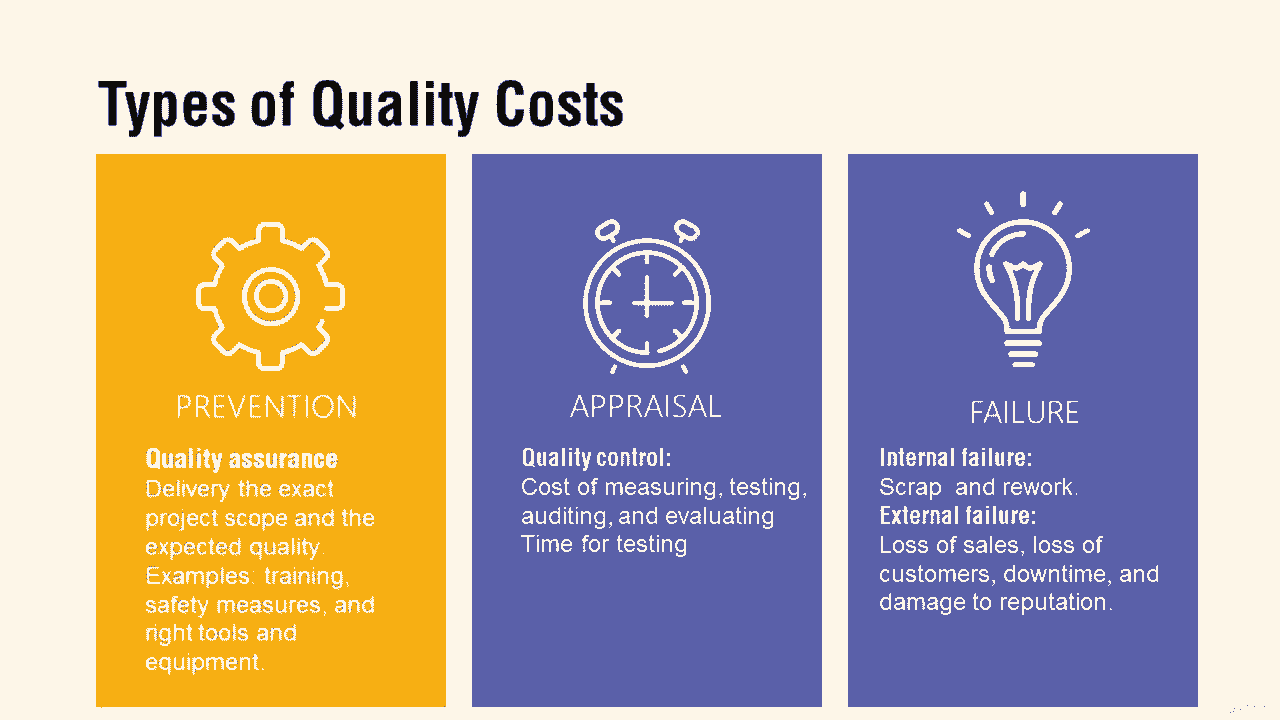 Types of Quality Costs
PREVENTION
Quality assurance
Delivery the exact
project scope and the
expected quality.
Examples: training,
safety measures, and
right tools and
equipment.
APPRAISAL
Quality control:
Cost of measuring, testing,
auditing, and evaluating
Time for testing
FAILURE
Internal failure:
Scrap  and rework.
External failure:
Loss of sales, loss of
customers, downtime, and
damage to reputation.